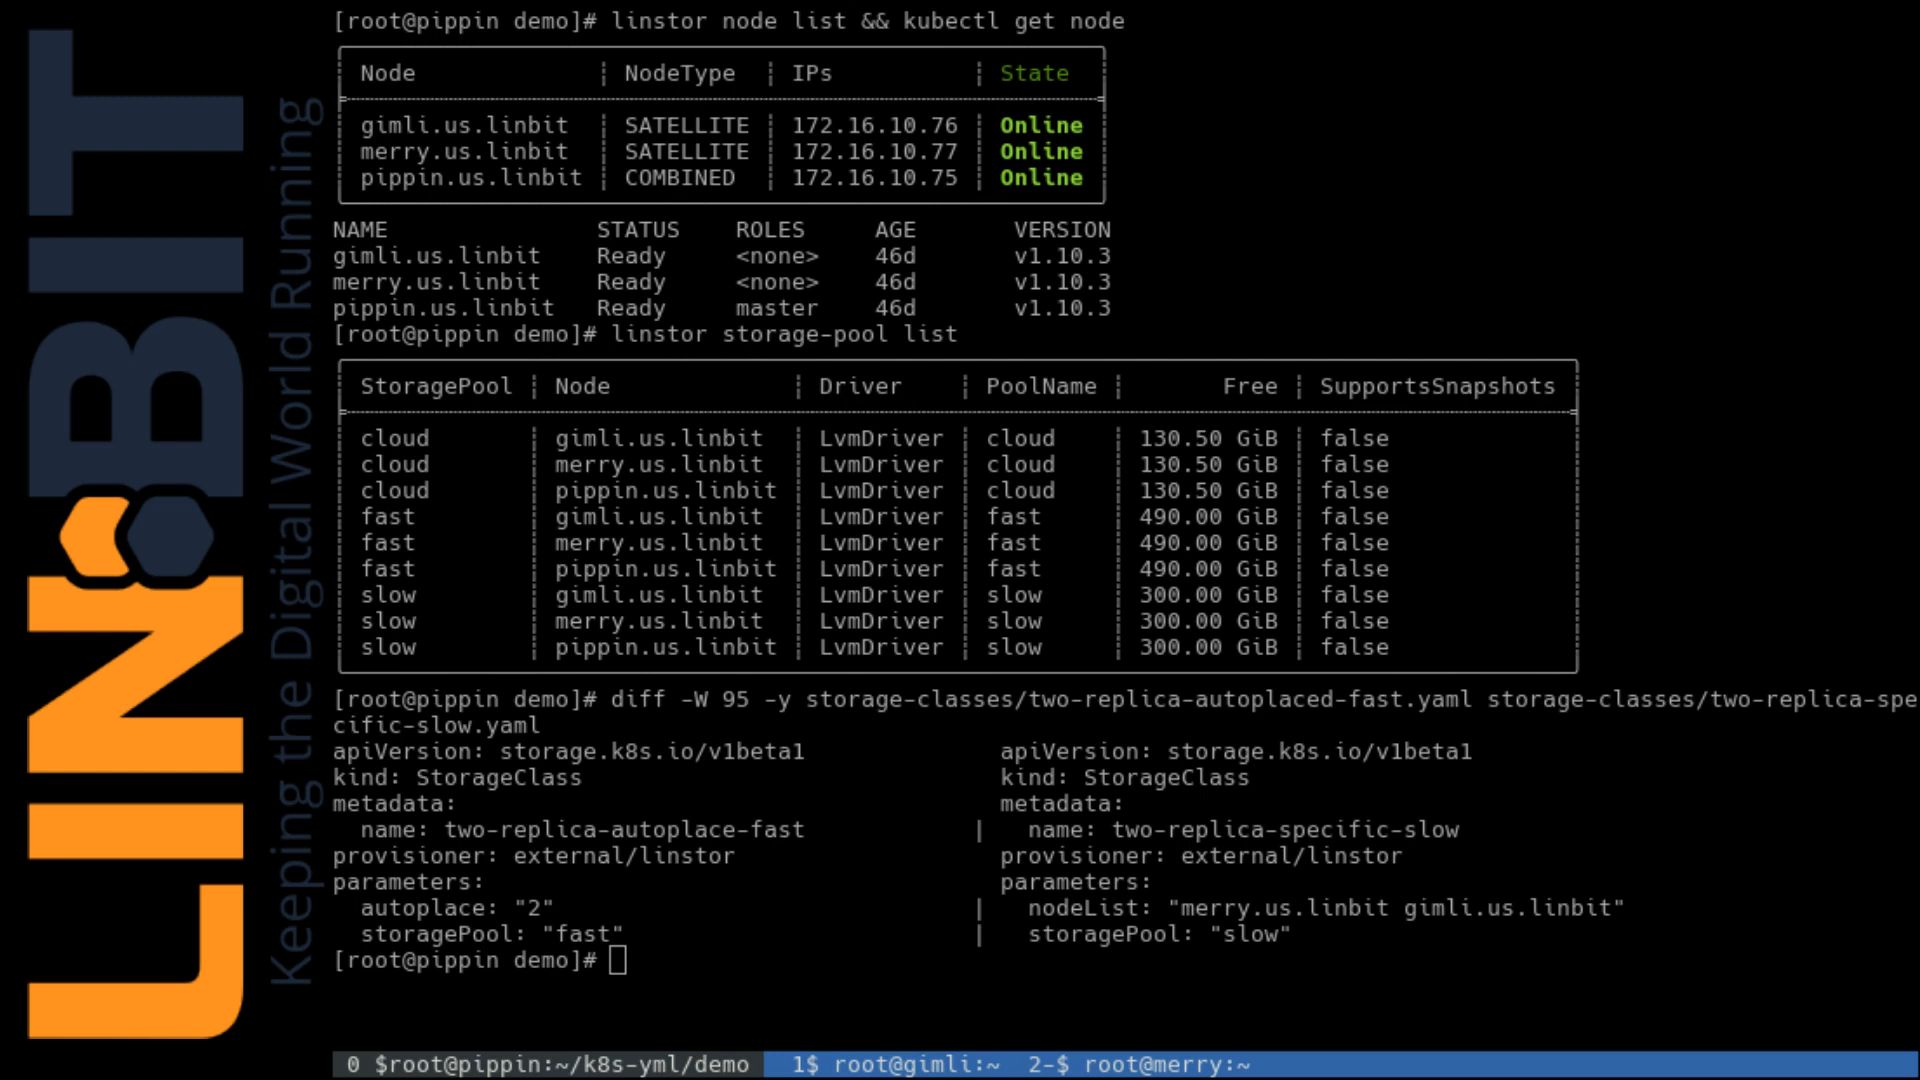 LINBIT
Keeping the Digital World Running
[root@pippin demo]# linstor node list && kubectl get node
Node ┊ NodeType ┊ IPs ┊ State
gimli.us.linbit ┊ SATELLITE ┊ 172.16.10.76 ┊ Online
merry.us.linbit ┊ SATELLITE ┊ 172.16.10.77 ┊ Online
pippin.us.linbit ┊ COMBINED ┊ 172.16.10.75 ┊ Online
NAME STATUS ROLES AGE VERSION
gimli.us.linbit Ready <none> 46d v1.10.3
merry.us.linbit Ready <none> 46d v1.10.3
pippin.us.linbit Ready master 46d v1.10.3
[root@pippin demo]# linstor storage-pool list
StoragePool ┊ Node ┊ Driver ┊ PoolName ┊ Free ┊ SupportsSnapshots
cloud ┊ gimli.us.linbit ┊ LvmDriver ┊ cloud ┊ 130.50 GiB ┊ false
cloud ┊ merry.us.linbit ┊ LvmDriver ┊ cloud ┊ 130.50 GiB ┊ false
cloud ┊ pippin.us.linbit ┊ LvmDriver ┊ cloud ┊ 130.50 GiB ┊ false
fast ┊ gimli.us.linbit ┊ LvmDriver ┊ fast ┊ 490.00 GiB ┊ false
fast ┊ merry.us.linbit ┊ LvmDriver ┊ fast ┊ 490.00 GiB ┊ false
fast ┊ pippin.us.linbit ┊ LvmDriver ┊ fast ┊ 490.00 GiB ┊ false
slow ┊ gimli.us.linbit ┊ LvmDriver ┊ slow ┊ 300.00 GiB ┊ false
slow ┊ merry.us.linbit ┊ LvmDriver ┊ slow ┊ 300.00 GiB ┊ false
slow ┊ pippin.us.linbit ┊ LvmDriver ┊ slow ┊ 300.00 GiB ┊ false
[root@pippin demo]# diff -W 95 -y storage-classes/two-replica-autoplaced-fast.yaml storage-classes/two-replica-spe
cific-slow.yaml
apiVersion: storage.k8s.io/v1beta1 apiVersion: storage.k8s.io/v1beta1
kind: StorageClass kind: StorageClass
metadata: metadata:
name: two-replica-autoplace-fast | name: two-replica-specific-slow
provisioner: external/linstor provisioner: external/linstor
parameters: parameters:
autoplace: "2" | nodeList: "merry.us.linbit gimli.us.linbit"
storagePool: "fast" | storagePool: "slow"
[root@pippin demo]#
0 $root@pippin:~/k8s-yml/demo 1$ root@gimli:~ 2-$ root@merry:~